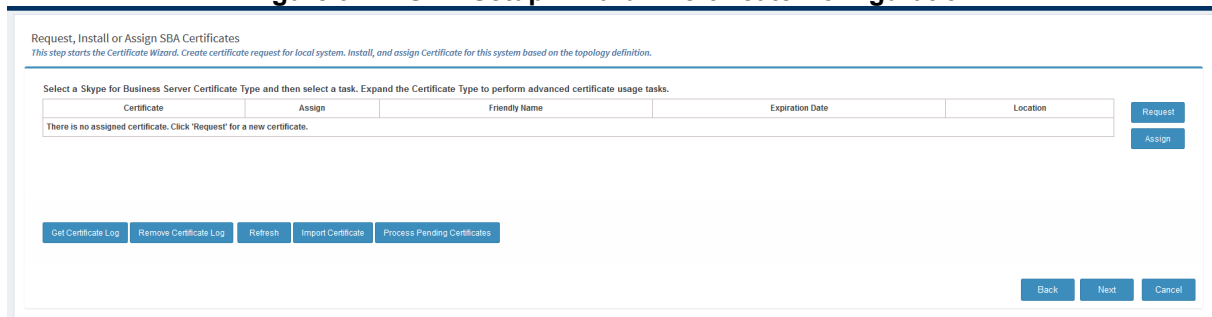 Request, Install or Assign SBA Certificates
This step starts the Certificate Wizard. Create certificate request for local system. Install, and assign Certificate for this system based on the topology definition.
Select a Skype for Business Server Certificate Type and then select a task. Expand the Certificate Type to perform advanced certificate usage tasks.
Certificate Assign Friendly Name Expiration Date Location
There is no assigned certificate. Click 'Request' for a new certificate.
Request
Assign
Get Certificate Log Remove Certificate Log Refresh Import Certificate Process Pending Certificates
Back Next Cancel